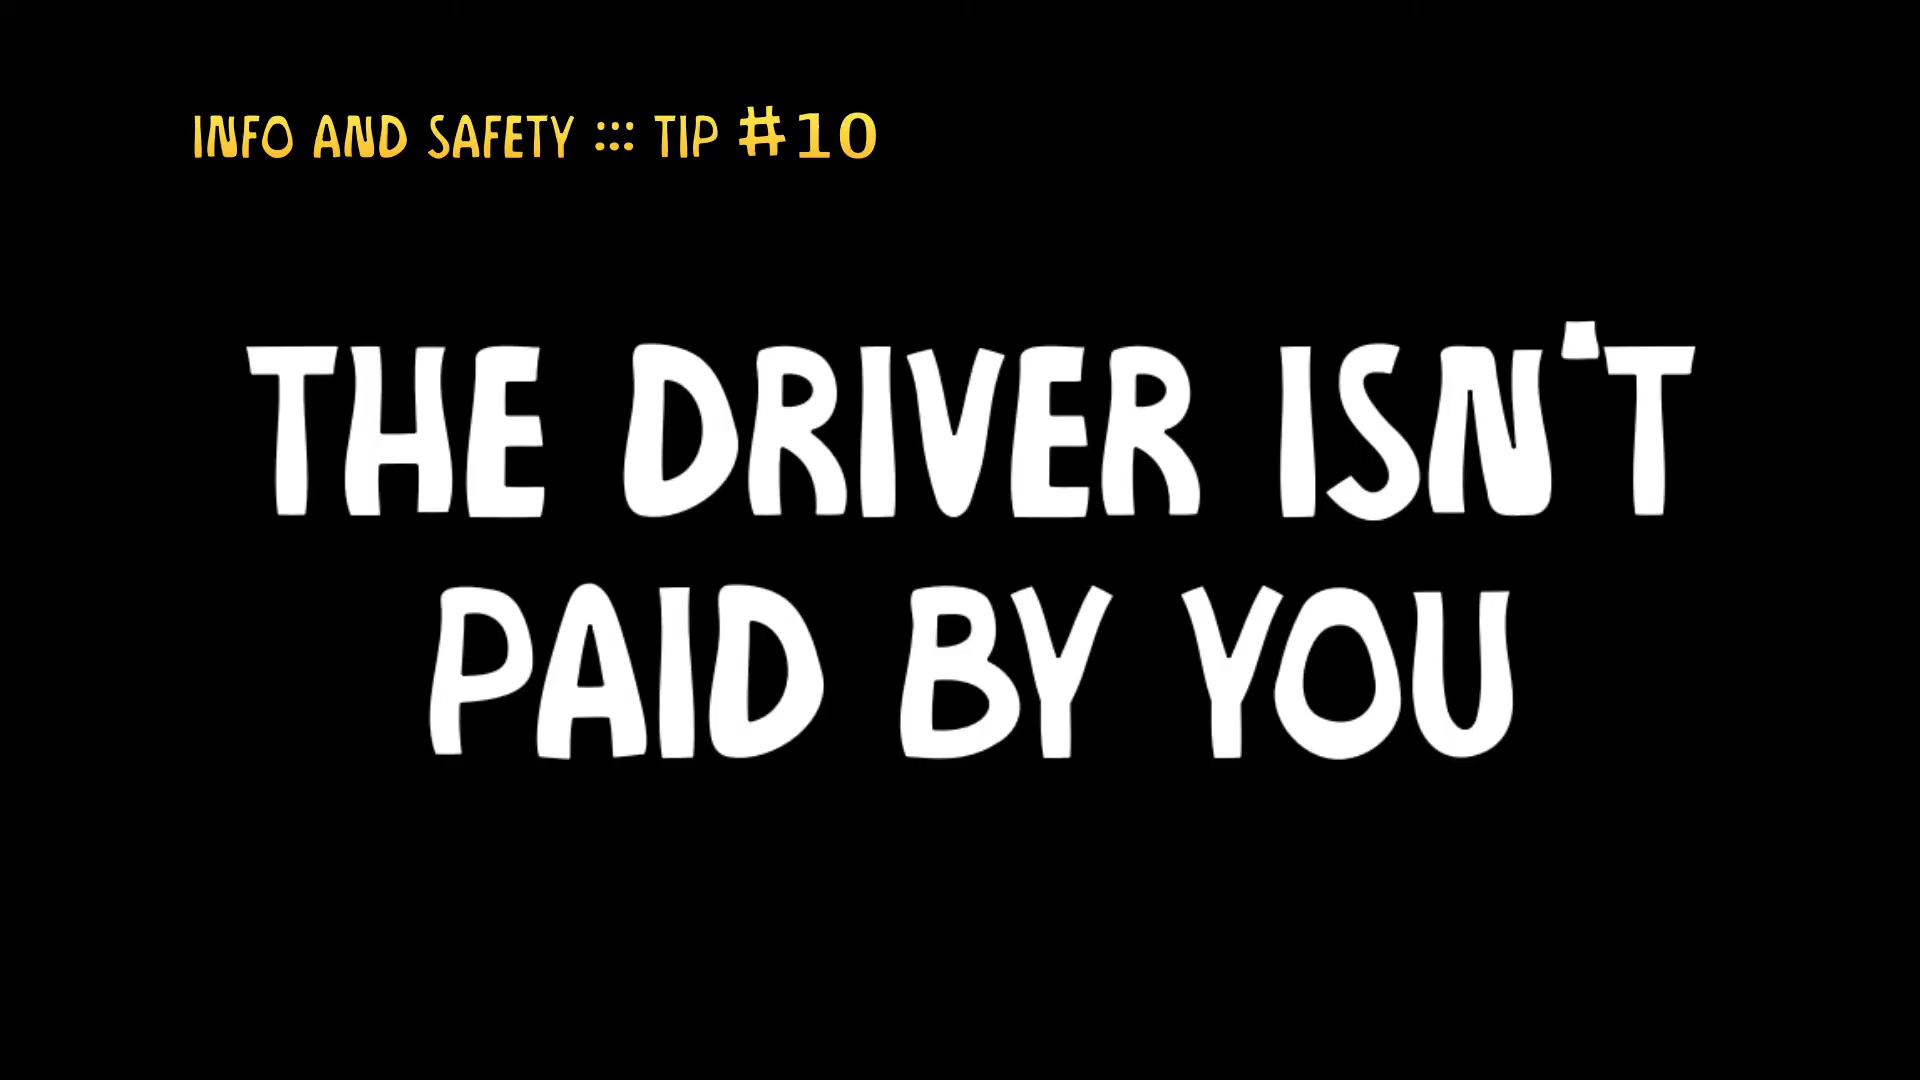 INFO AND SAFETY ::: TIP #10
THE DRIVER ISN'T
PAID BY YOU